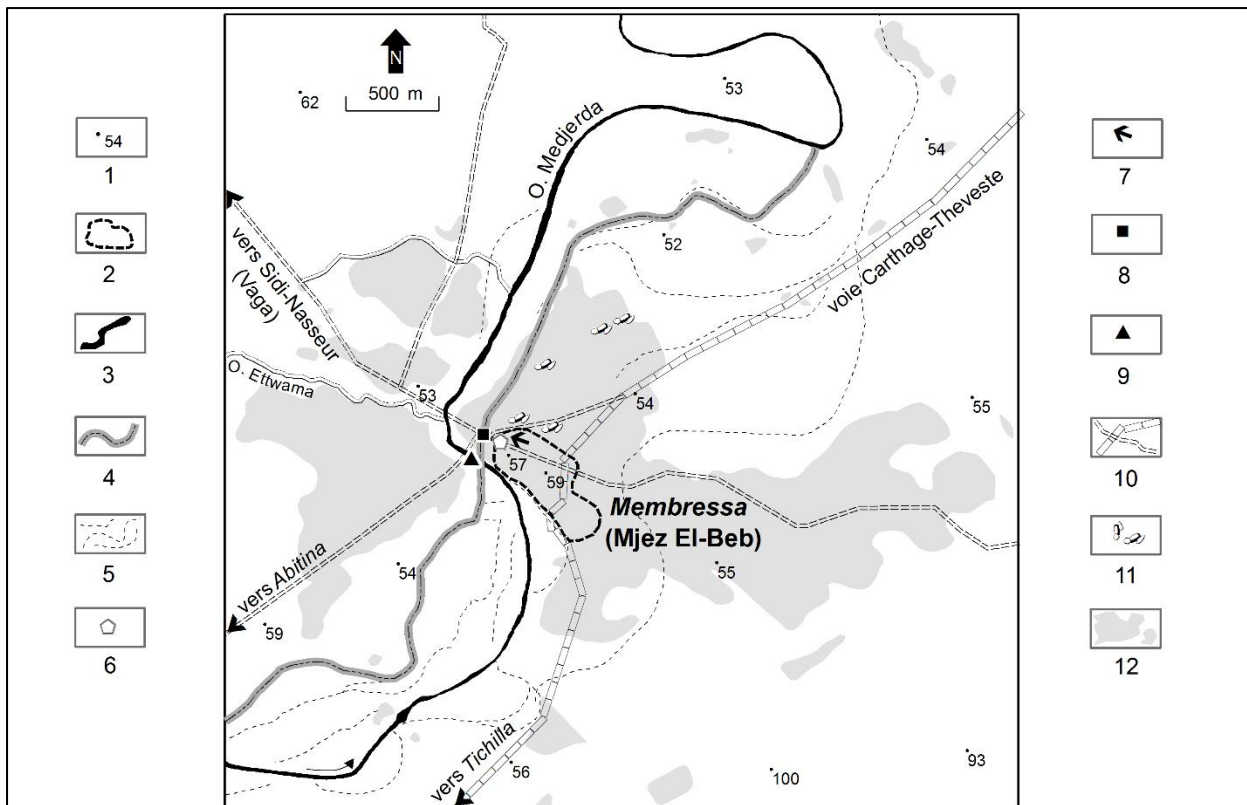 54
1
2
3
4
5
6
N
500 m
62
53
54
O. Medjerda
52
vers Sidi-Nasseur
(Vaga)
voie Carthage-Theveste
O. Ettwama
53
54
55
57
59
Membressa
(Mjez El-Beb)
54
55
vers Abitina
59
vers Tichilla
56
100
93
7
8
9
10
11
12